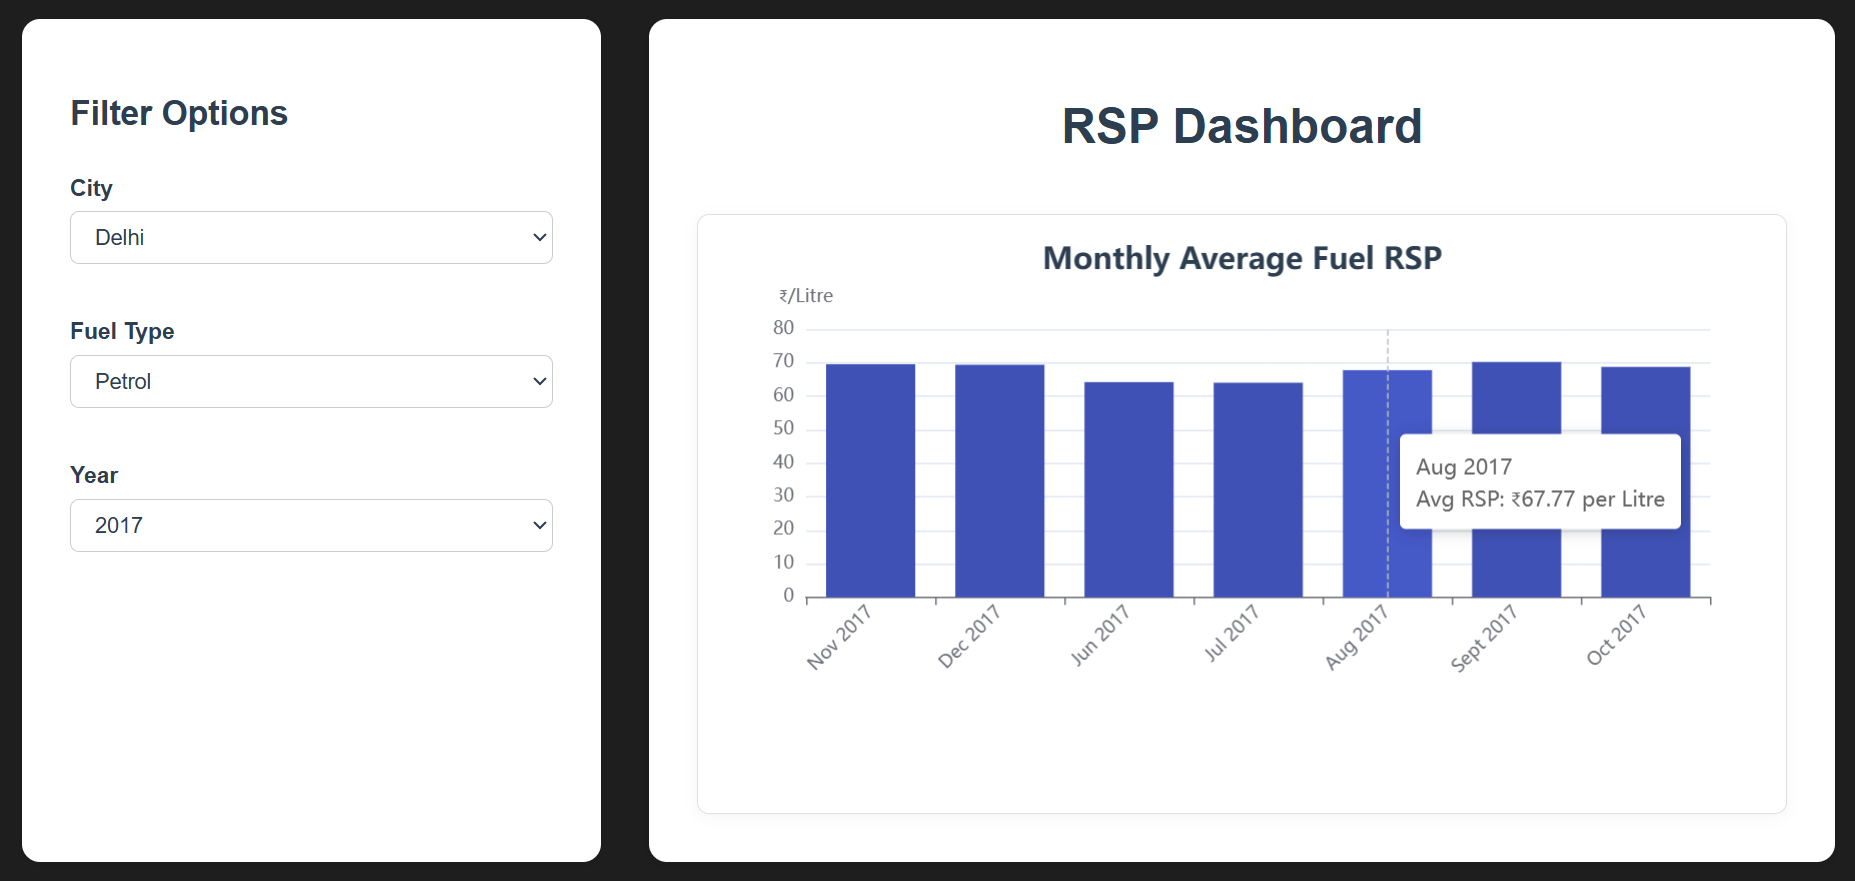 Filter Options
City
Delhi
Fuel Type
Petrol
Year
2017
RSP Dashboard
Monthly Average Fuel RSP
₹/Litre
80
70
60
50
40
30
20
10
0
Aug 2017
Avg RSP: ₹67.77 per Litre
Nov 2017
Dec 2017
Jun 2017
Jul 2017
Aug 2017
Sept 2017
Oct 2017